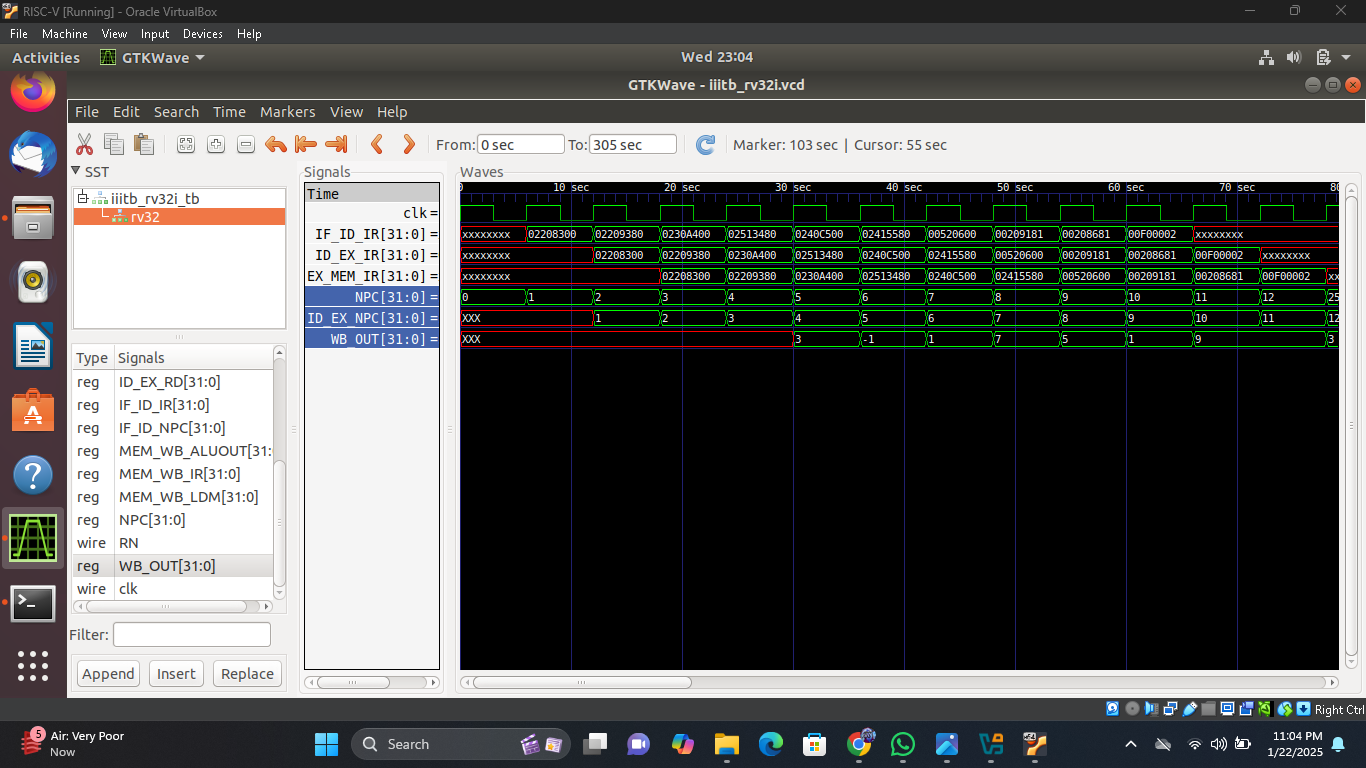 RISC-V [Running] - Oracle VirtualBox
File Machine View Input Devices Help
Activities GTKWave Wed 23:04
GTKWave - iiitb_rv32i.vcd
File Edit Search Time Markers View Help
From: 0 sec To: 305 sec Marker: 103 sec | Cursor: 55 sec
SST
iiitb_rv32i_tb
rv32
Type Signals
reg ID_EX_RD[31:0]
reg IF_ID_IR[31:0]
reg IF_ID_NPC[31:0]
reg MEM_WB_ALUOUT[31:
reg MEM_WB_IR[31:0]
reg MEM_WB_LDM[31:0]
reg NPC[31:0]
wire RN
reg WB_OUT[31:0]
wire clk
Filter:
Append Insert Replace
Signals
Time
clk =
IF_ID_IR[31:0] =
ID_EX_IR[31:0] =
EX_MEM_IR[31:0] =
NPC[31:0] =
ID_EX_NPC[31:0] =
WB_OUT[31:0] =
Waves
0 10 sec 20 sec 30 sec 40 sec 50 sec 60 sec 70 sec 80
xxxxxxxx 02208300 02209380 0230A400 02513480 0240C500 02415580 00520600 00209181 00208681 00F00002 xxxxxxxx
xxxxxxxx 02208300 02209380 0230A400 02513480 0240C500 02415580 00520600 00209181 00208681 00F00002 xxxxxxxx
xxxxxxxx 02208300 02209380 0230A400 02513480 0240C500 02415580 00520600 00209181 00208681 00F00002 xx
0 1 2 3 4 5 6 7 8 9 10 11 12 25
XXX 1 2 3 4 5 6 7 8 9 10 11 12
XXX 3 -1 1 7 5 1 9 3
Right Ctrl
5
Air: Very Poor
Now
Search
11:04 PM
1/22/2025